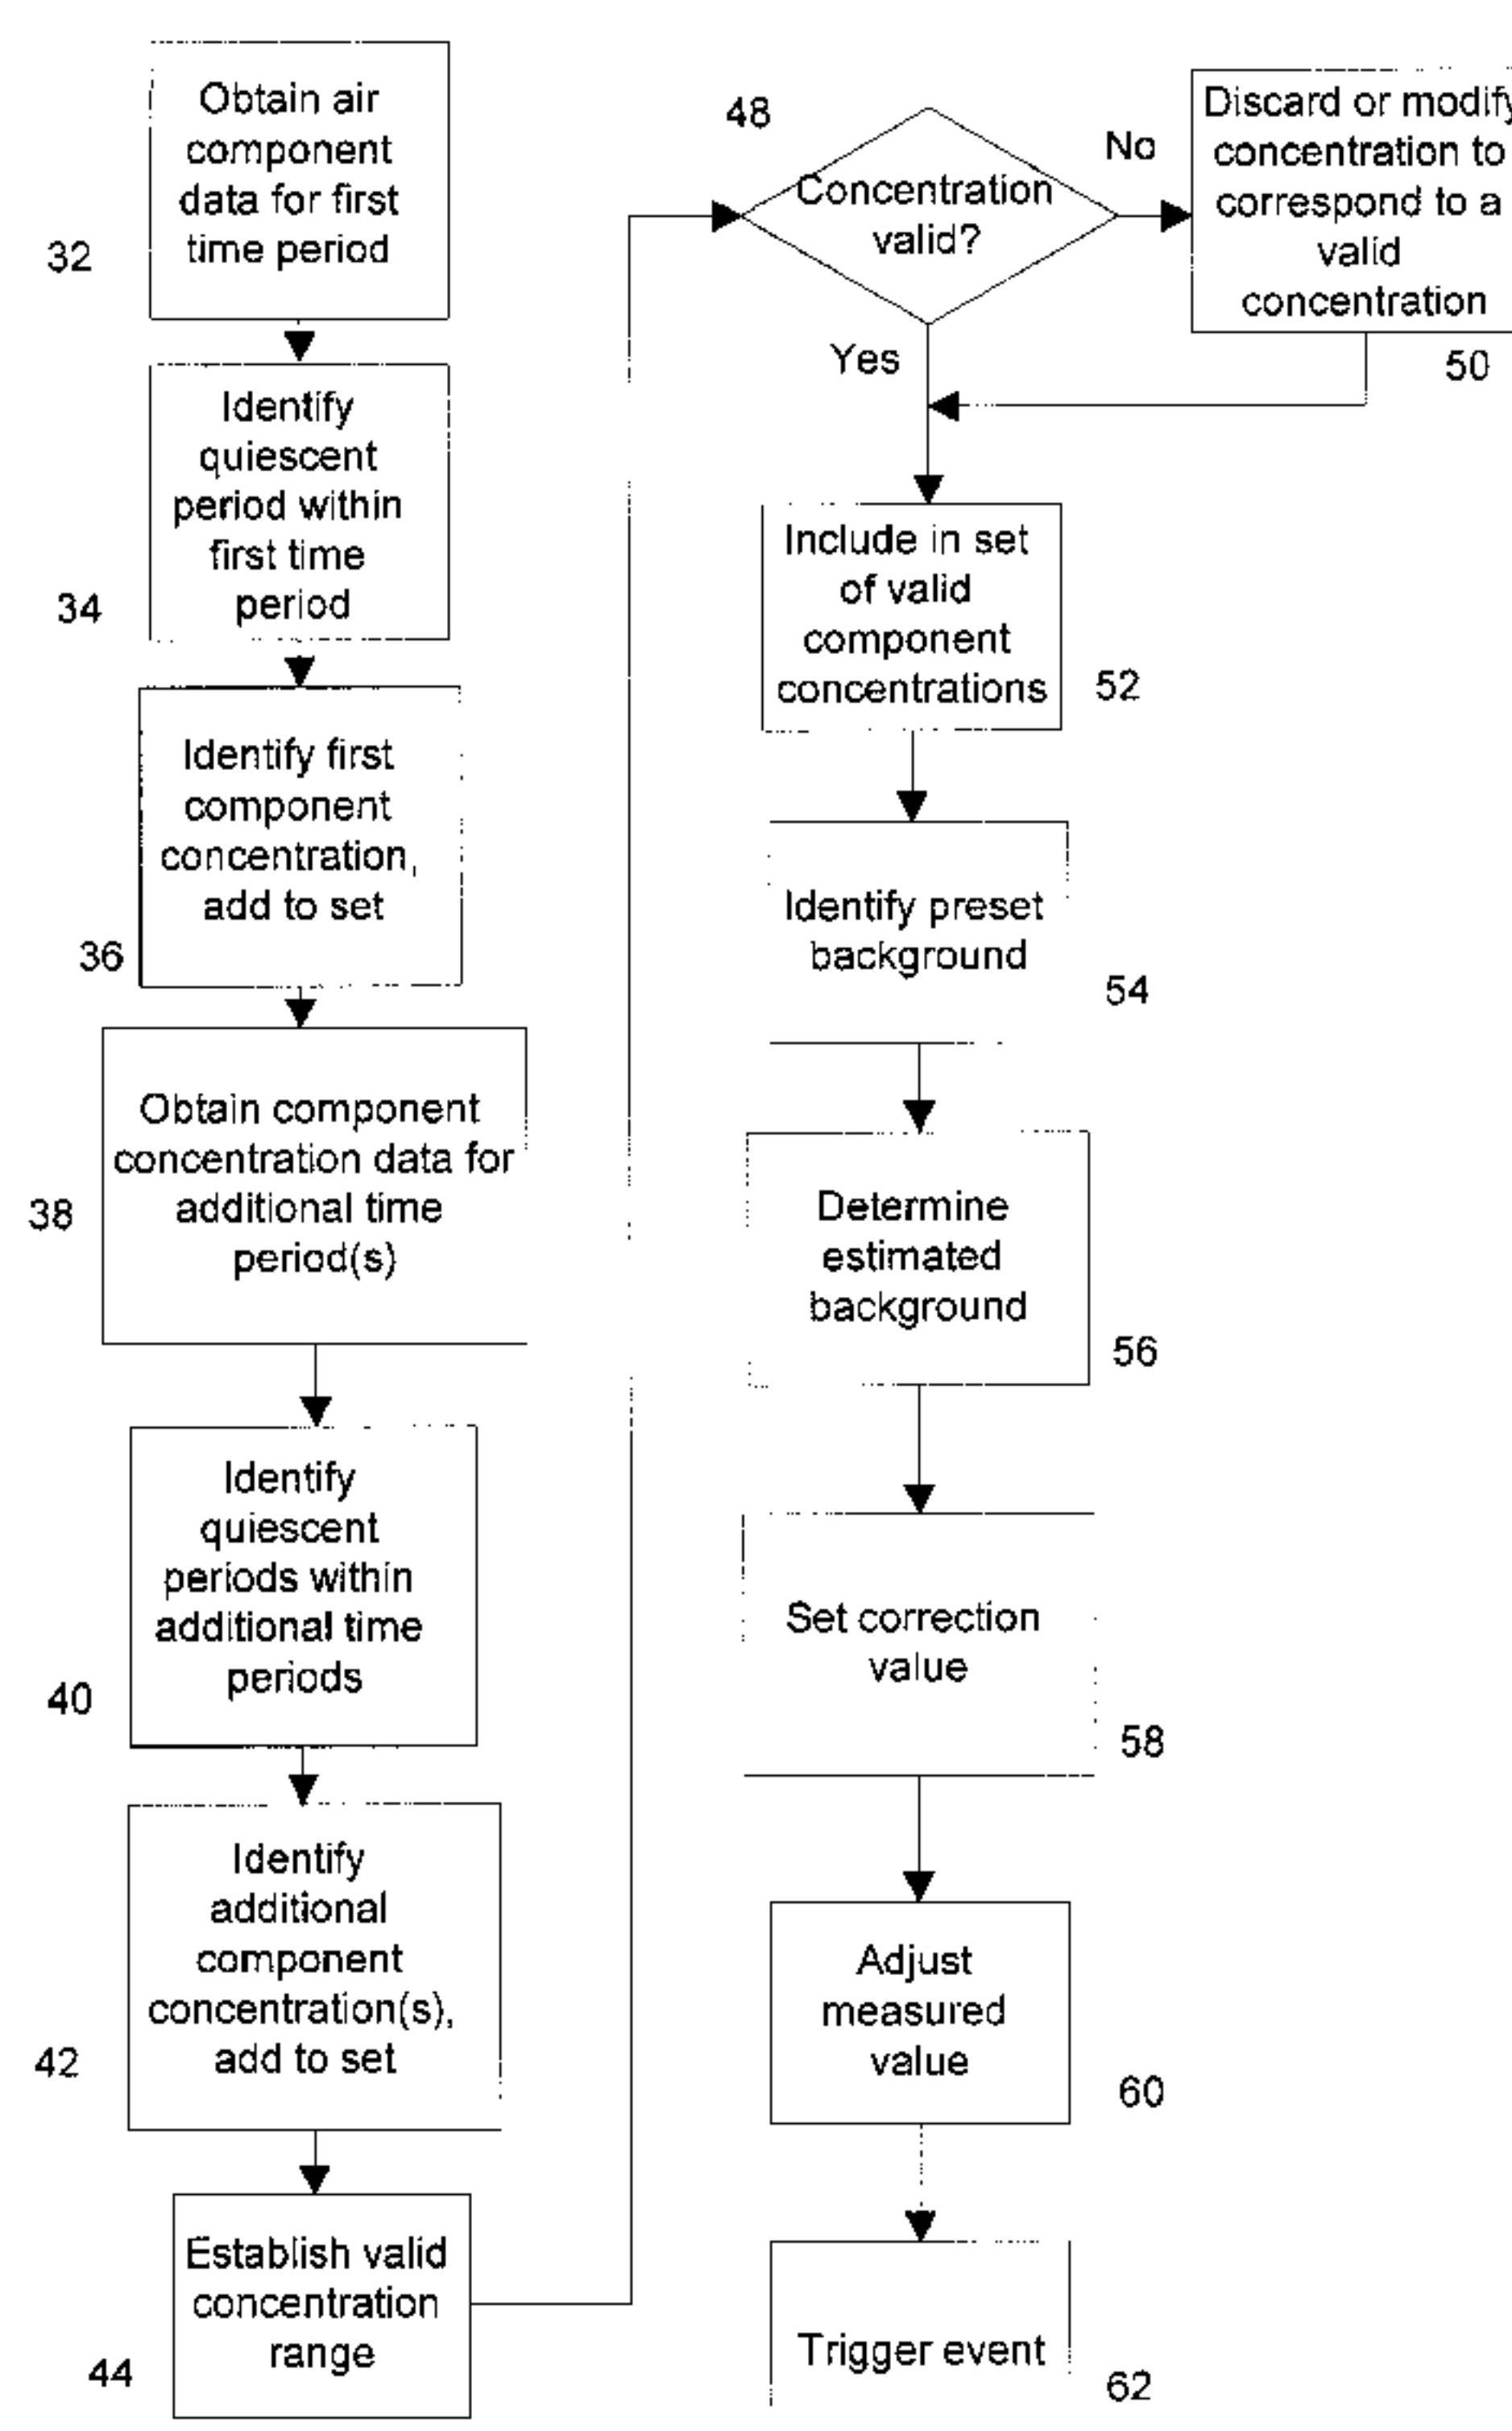 Obtain air
component
data for first
time period
32
Identify
quiescent
period within
first time
period
34
Identify first
component
concentration,
add to set
36
Obtain component
concentration data for
additional time
period(s)
38
Identify
quiescent
periods within
additional time
periods
40
Identify
additional
component
concentration(s),
add to set
42
Establish valid
concentration
range
44
48
Concentration
valid?
No
Yes
Discard or modify
concentration to
correspond to a
valid
concentration
50
Include in set
of valid
component
concentrations
52
Identify preset
background
54
Determine
estimated
background
56
Set correction
value
58
Adjust
measured
value
60
Trigger event
62